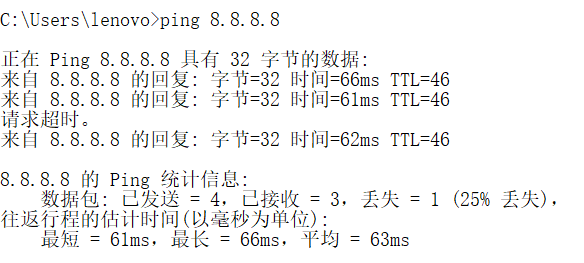 C:\Users\lenovo>ping 8.8.8.8
正在 Ping 8.8.8.8 具有 32 字节的数据:
来自 8.8.8.8 的回复: 字节=32 时间=66ms TTL=46
来自 8.8.8.8 的回复: 字节=32 时间=61ms TTL=46
请求超时。
来自 8.8.8.8 的回复: 字节=32 时间=62ms TTL=46
8.8.8.8 的 Ping 统计信息:
数据包: 已发送 = 4，已接收 = 3，丢失 = 1 (25% 丢失)，
往返行程的估计时间(以毫秒为单位):
最短 = 61ms，最长 = 66ms，平均 = 63ms